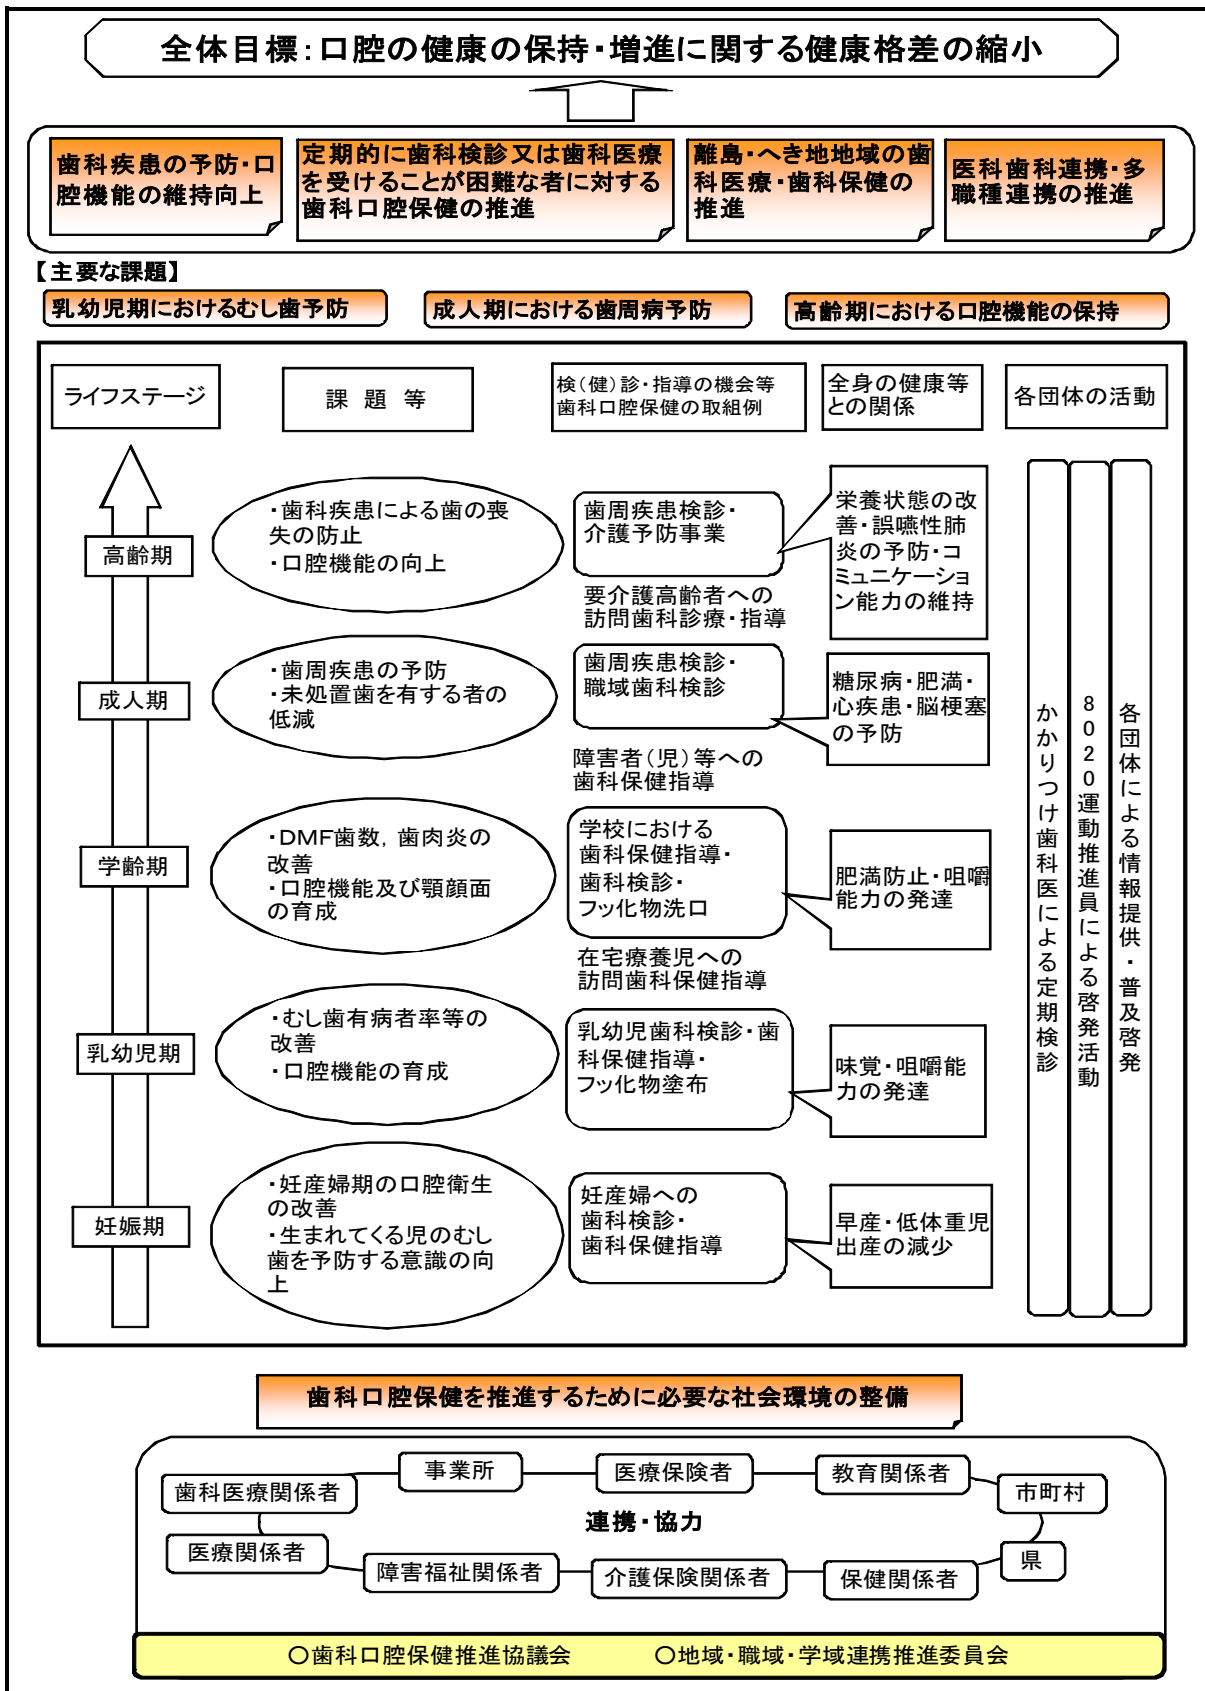 全体目標:口腔の健康の保持・増進に関する健康格差の縮小
歯科疾患の予防・口
腔機能の維持向上
定期的に歯科検診又は歯科医療
を受けることが困難な者に対する
歯科口腔保健の推進
離島・へき地地域の歯
科医療・歯科保健の
推進
医科歯科連携・多
職種連携の推進
【主要な課題】
乳幼児期におけるむし歯予防
成人期における歯周病予防
高齢期における口腔機能の保持
ライフステージ
課 題 等
検(健)診・指導の機会等
歯科口腔保健の取組例
全身の健康等
との関係
各団体の活動
高齢期
・歯科疾患による歯の喪
失の防止
・口腔機能の向上
歯周疾患検診・
介護予防事業
栄養状態の改
善・誤嚥性肺
炎の予防・コ
ミュニケーショ
ン能力の維持
要介護高齢者への
訪問歯科診療・指導
成人期
・歯周疾患の予防
・未処置歯を有する者の
低減
歯周疾患検診・
職域歯科検診
糖尿病・肥満・
心疾患・脳梗塞
の予防
障害者(児)等への
歯科保健指導
学齢期
・DMF歯数,歯肉炎の
改善
・口腔機能及び顎顔面
の育成
学校における
歯科保健指導・
歯科検診・
フッ化物洗口
肥満防止・咀嚼
能力の発達
在宅療養児への
訪問歯科保健指導
乳幼児期
・むし歯有病者率等の
改善
・口腔機能の育成
乳幼児歯科検診・歯
科保健指導・
フッ化物塗布
味覚・咀嚼能
力の発達
妊娠期
・妊産婦期の口腔衛生
の改善
・生まれてくる児のむし
歯を予防する意識の向
上
妊産婦への
歯科検診・
歯科保健指導
早産・低体重児
出産の減少
かかりつけ歯科医による定期検診
8020運動推進員による啓発活動
各団体による情報提供・普及啓発
歯科口腔保健を推進するために必要な社会環境の整備
歯科医療関係者
事業所
医療保険者
教育関係者
市町村
連携・協力
医療関係者
障害福祉関係者
介護保険関係者
保健関係者
県
○歯科口腔保健推進協議会
○地域・職域・学域連携推進委員会